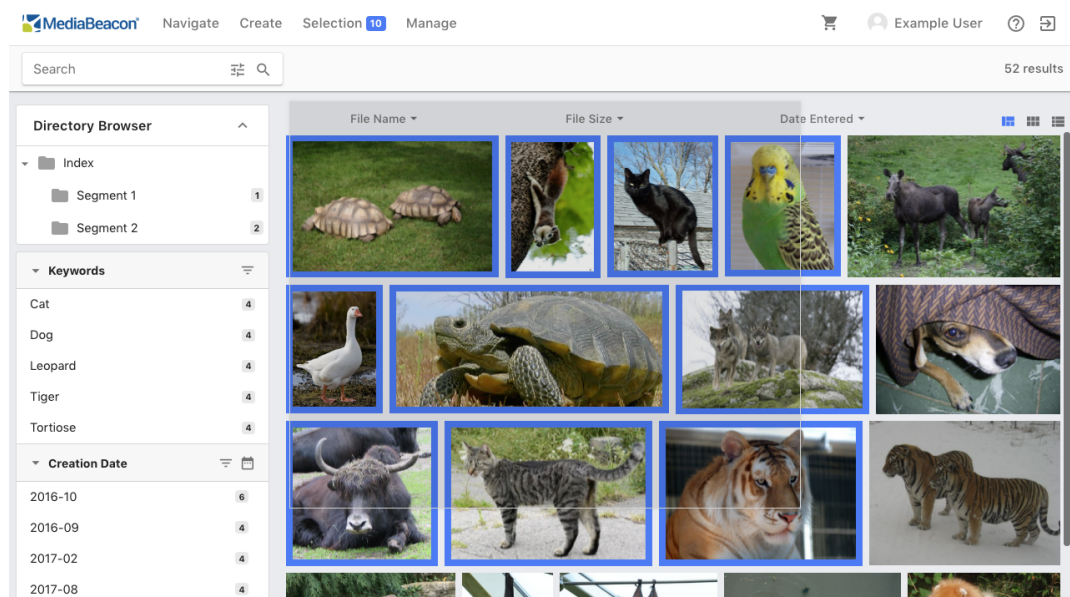 MediaBeacon® Navigate Create Selection 10 Manage Example User
Search 52 results
Directory Browser
Index
Segment 1 1
Segment 2 2
Keywords
Cat 4
Dog 4
Leopard 4
Tiger 4
Tortiose 4
Creation Date
2016-10 6
2016-09 4
2017-02 4
2017-08 4
File Name File Size Date Entered